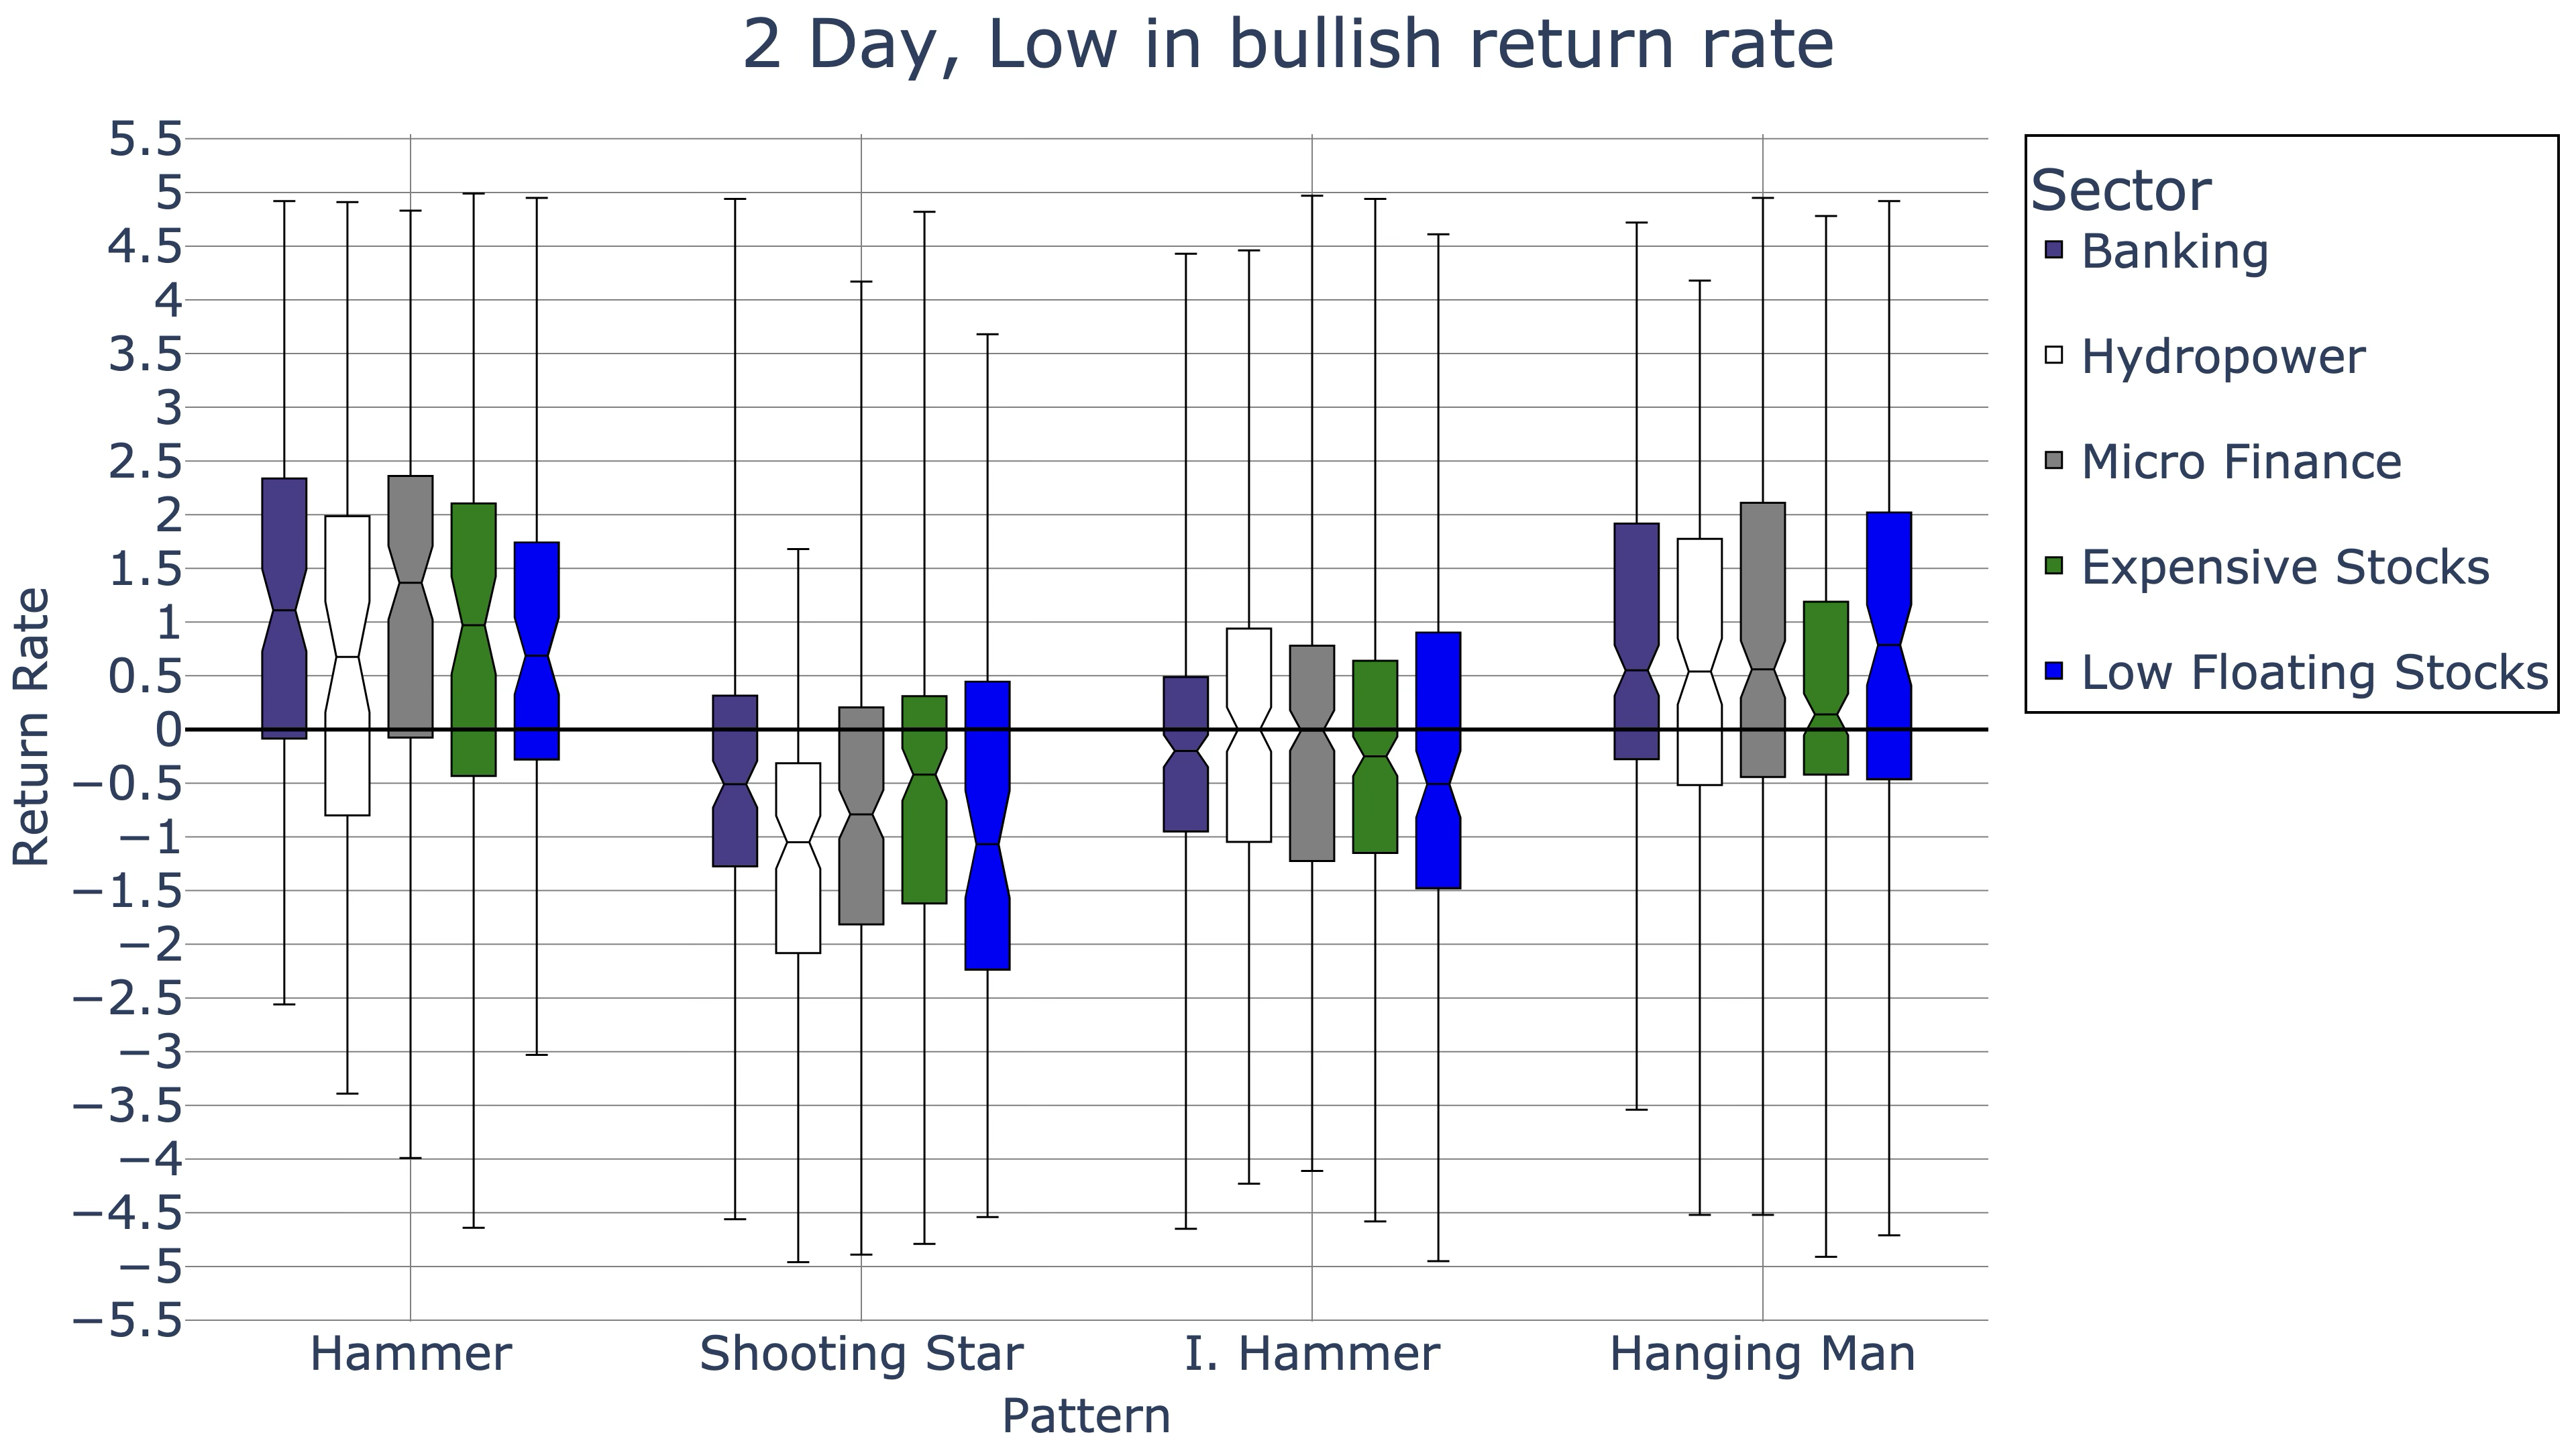 2 Day, Low in bullish return rate
5.5
5
4.5
4
3.5
3
2.5
2
1.5
1
0.5
0
−0.5
−1
−1.5
−2
−2.5
−3
−3.5
−4
−4.5
−5
−5.5
Return Rate
Hammer
Shooting Star
I. Hammer
Hanging Man
Pattern
Sector
Banking
Hydropower
Micro Finance
Expensive Stocks
Low Floating Stocks